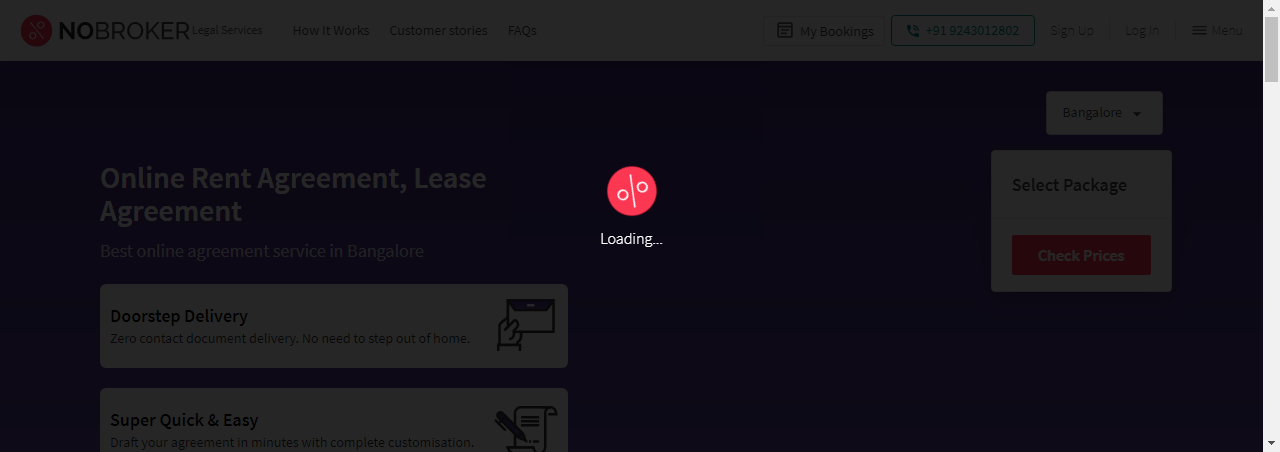 NOBROKER Legal Services How It Works Customer stories FAQs My Bookings +91 9243012802 Sign Up Log In Menu
Bangalore
Online Rent Agreement, Lease
Agreement
Select Package
Best online agreement service in Bangalore
Loading...
Check Prices
Doorstep Delivery
Zero contact document delivery. No need to step out of home.
Super Quick & Easy
Draft your agreement in minutes with complete customisation.